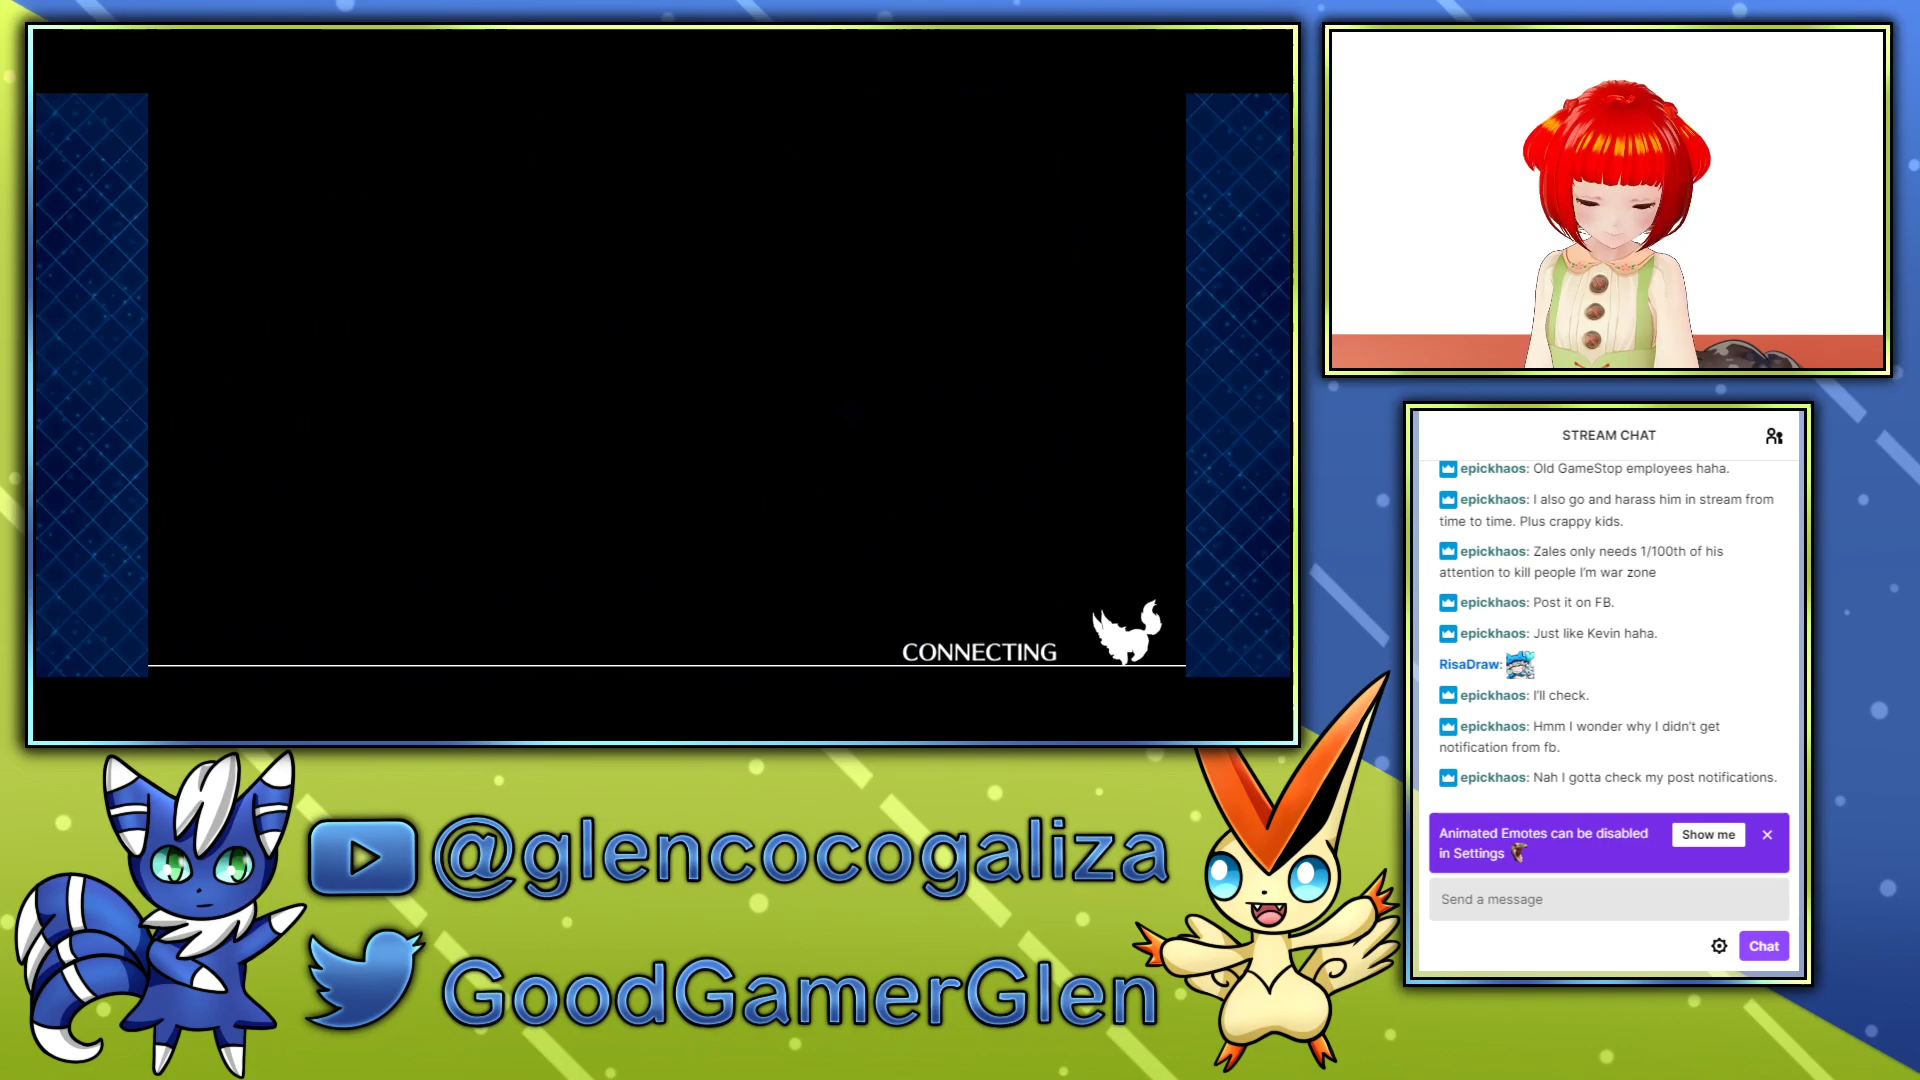 CONNECTING
STREAM CHAT
epickhaos: Old GameStop employees haha.
epickhaos: I also go and harass him in stream from
time to time. Plus crappy kids.
epickhaos: Zales only needs 1/100th of his
attention to kill people I'm war zone
epickhaos: Post it on FB.
epickhaos: Just like Kevin haha.
RisaDraw:
epickhaos: I'll check.
epickhaos: Hmm I wonder why I didn't get
notification from fb.
epickhaos: Nah I gotta check my post notifications.
Animated Emotes can be disabled
in Settings
Show me
Send a message
Chat
@glencocogaliza
GoodGamerGlen